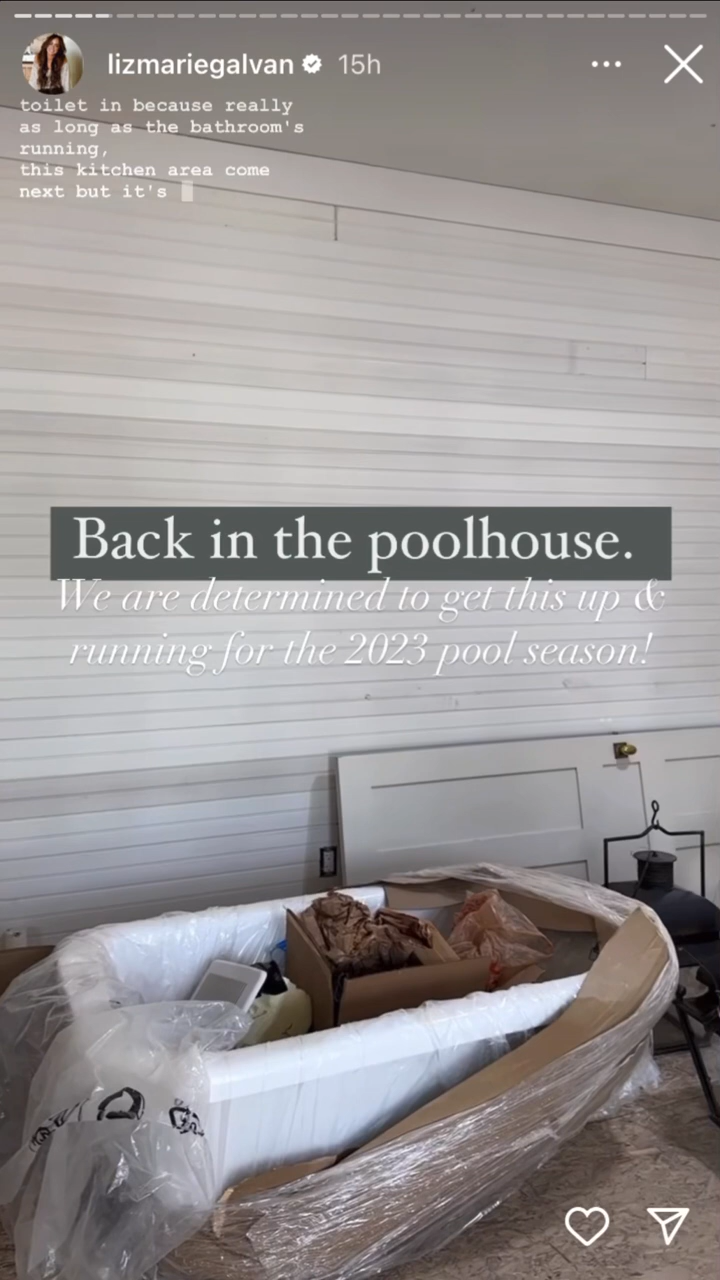 lizmariegalvan 15h
toilet in because really
as long as the bathroom's
running,
this kitchen area come
next but it's
Back in the poolhouse.
We are determined to get this up &
running for the 2023 pool season!